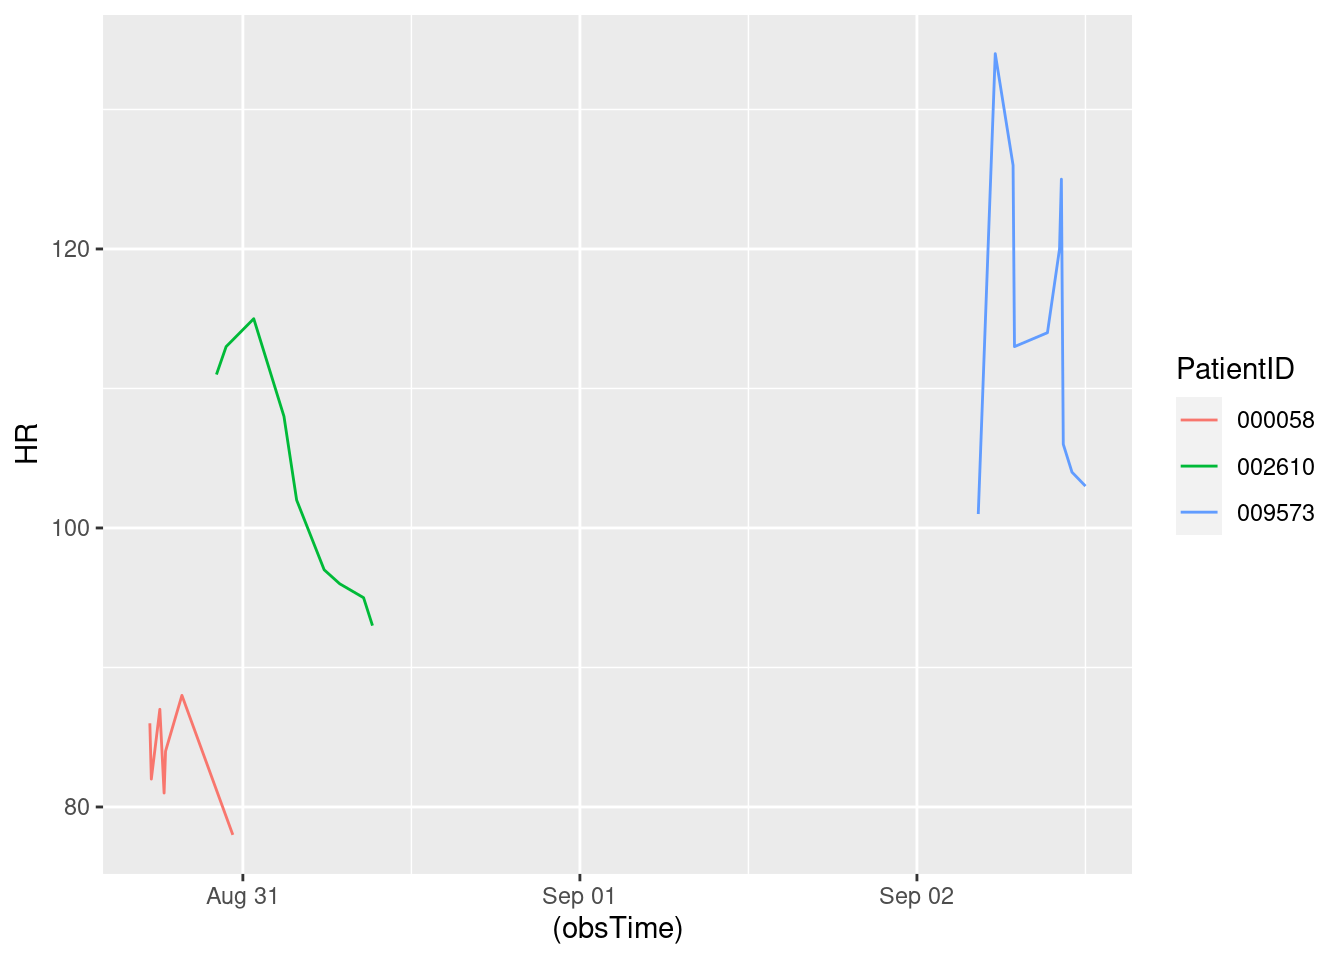 120
100
80
HR
Aug 31
Sep 01
Sep 02
(obsTime)
PatientID
000058
002610
009573